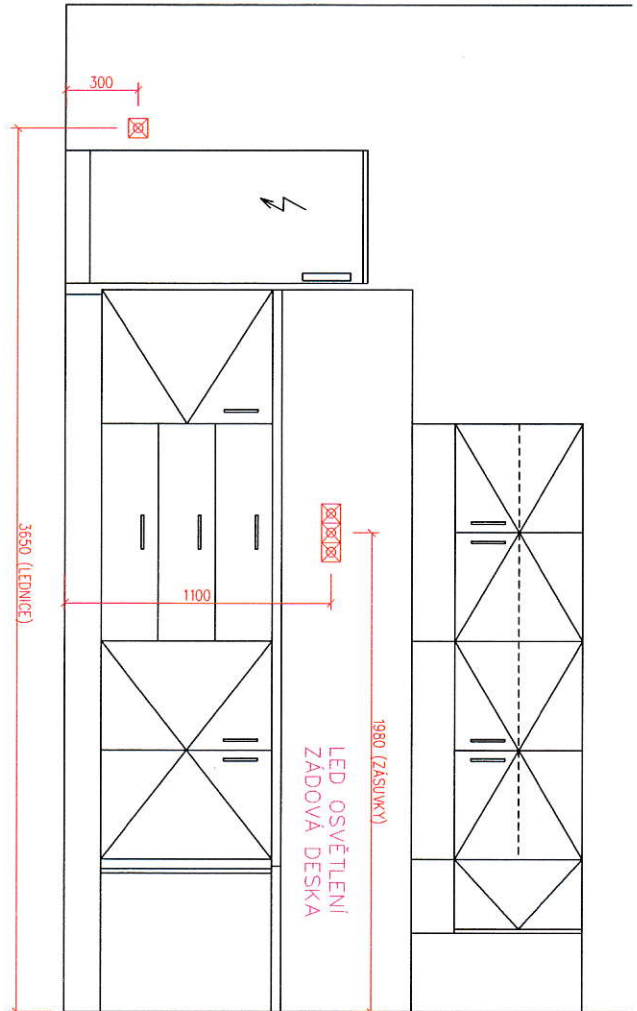 300
3650 (LEDNICE)
1100
1980 (ZÁSUVKY)
LED OSVĚTLENÍ
ZÁDOVÁ DESKA